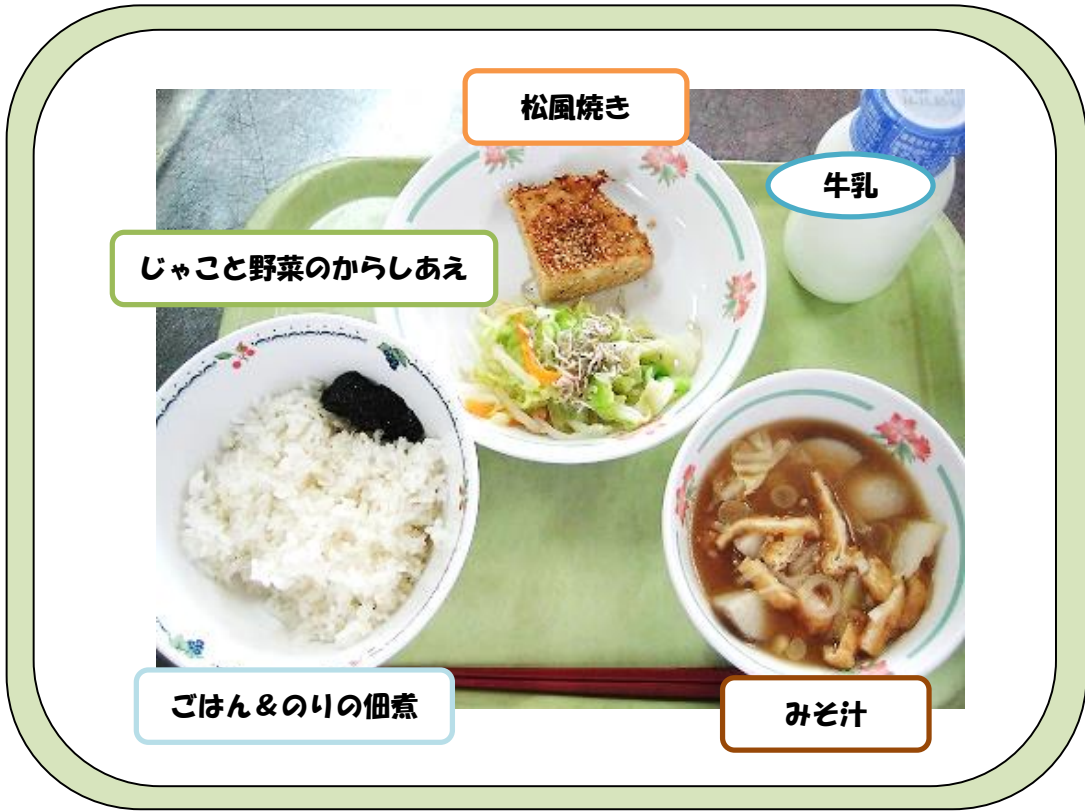 松風焼き
牛乳
じゃこと野菜のからしあえ
ごはん＆のりの佃煮
みそ汁